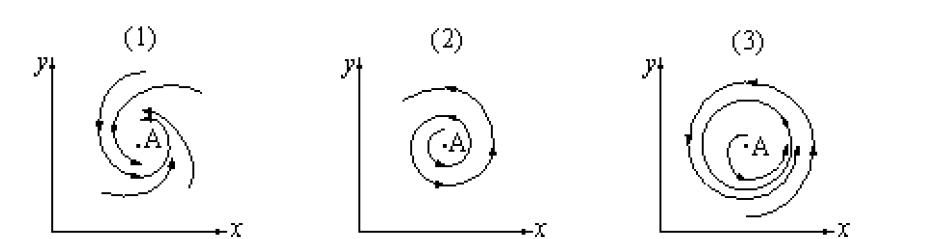 (1) (2) (3)
y y y
A A A
x x x